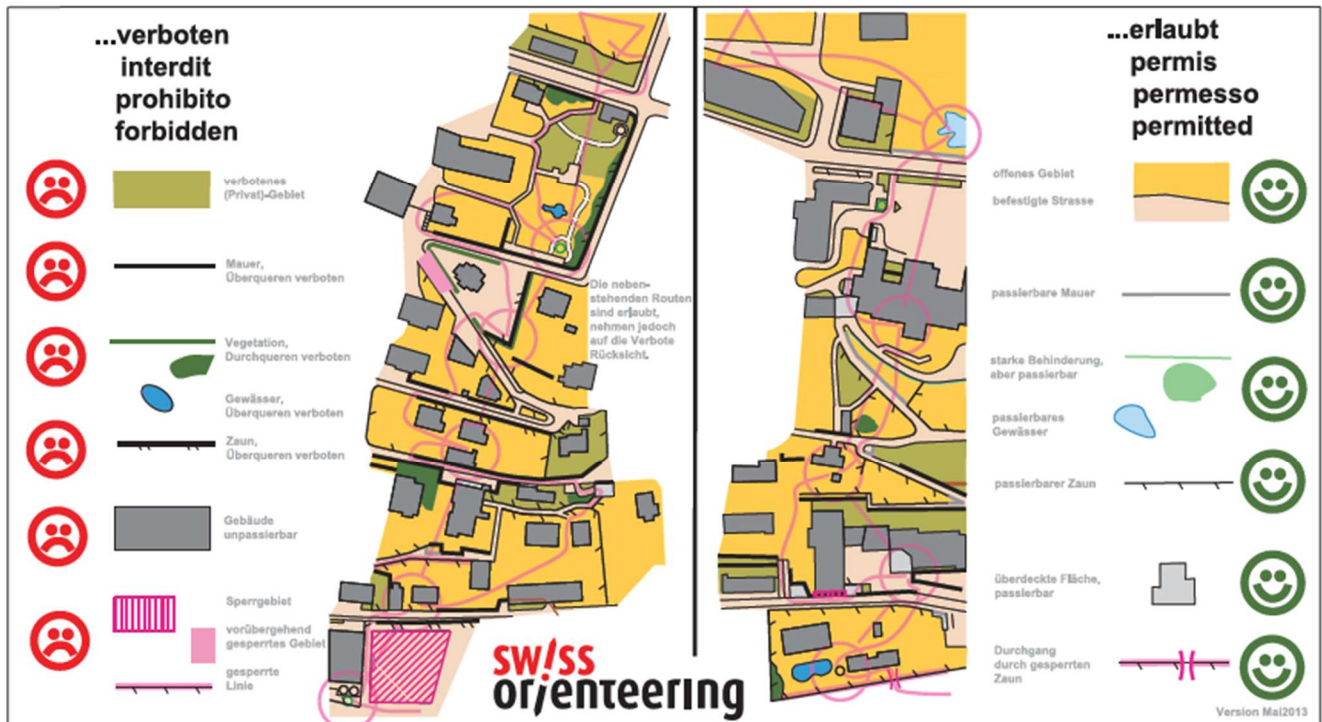 ...verboten
interdit
prohibito
forbidden
verbotenes
(Privat)-Gebiet
Mauer,
Überqueren verboten
Vegetation,
Durchqueren verboten
Gewässer,
Überqueren verboten
Zaun,
Überqueren verboten
Gebäude
unpassierbar
Sperrgebiet
vorübergehend
gesperrtes Gebiet
gesperrte
Linie
Die neben-
stehenden Routen
sind erlaubt,
nehmen jedoch
auf die Verbote
Rücksicht.
sw!ss
orienteering
...erlaubt
permis
permesso
permitted
offenes Gebiet
befestigte Strasse
passierbare Mauer
starke Behinderung,
aber passierbar
passierbares
Gewässer
passierbarer Zaun
überdeckte Fläche,
passierbar
Durchgang
durch gesperrten
Zaun
Version Mai2013